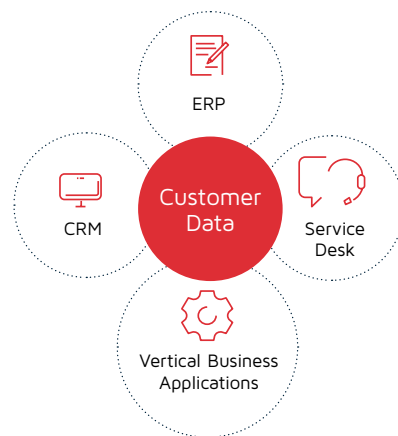 ERP
Customer
Data
CRM
Service
Desk
Vertical Business
Applications